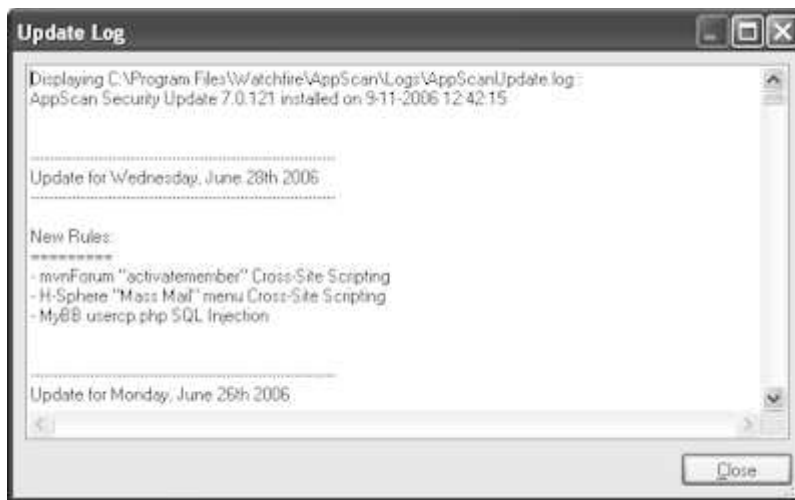 Update Log
Displaying C:\Program Files\Watchfire\AppScan\Logs\AppScanUpdate.log :
AppScan Security Update 7.0.121 installed on 9-11-2006 12:42:15
----------------------------------------------------
Update for Wednesday, June 28th 2006
----------------------------------------------------
New Rules:
=========
- mvnForum "activatemember" Cross-Site Scripting
- H-Sphere "Mass Mail" menu Cross-Site Scripting
- MyBB usercp.php SQL Injection
----------------------------------------------------
Update for Monday, June 26th 2006
Close